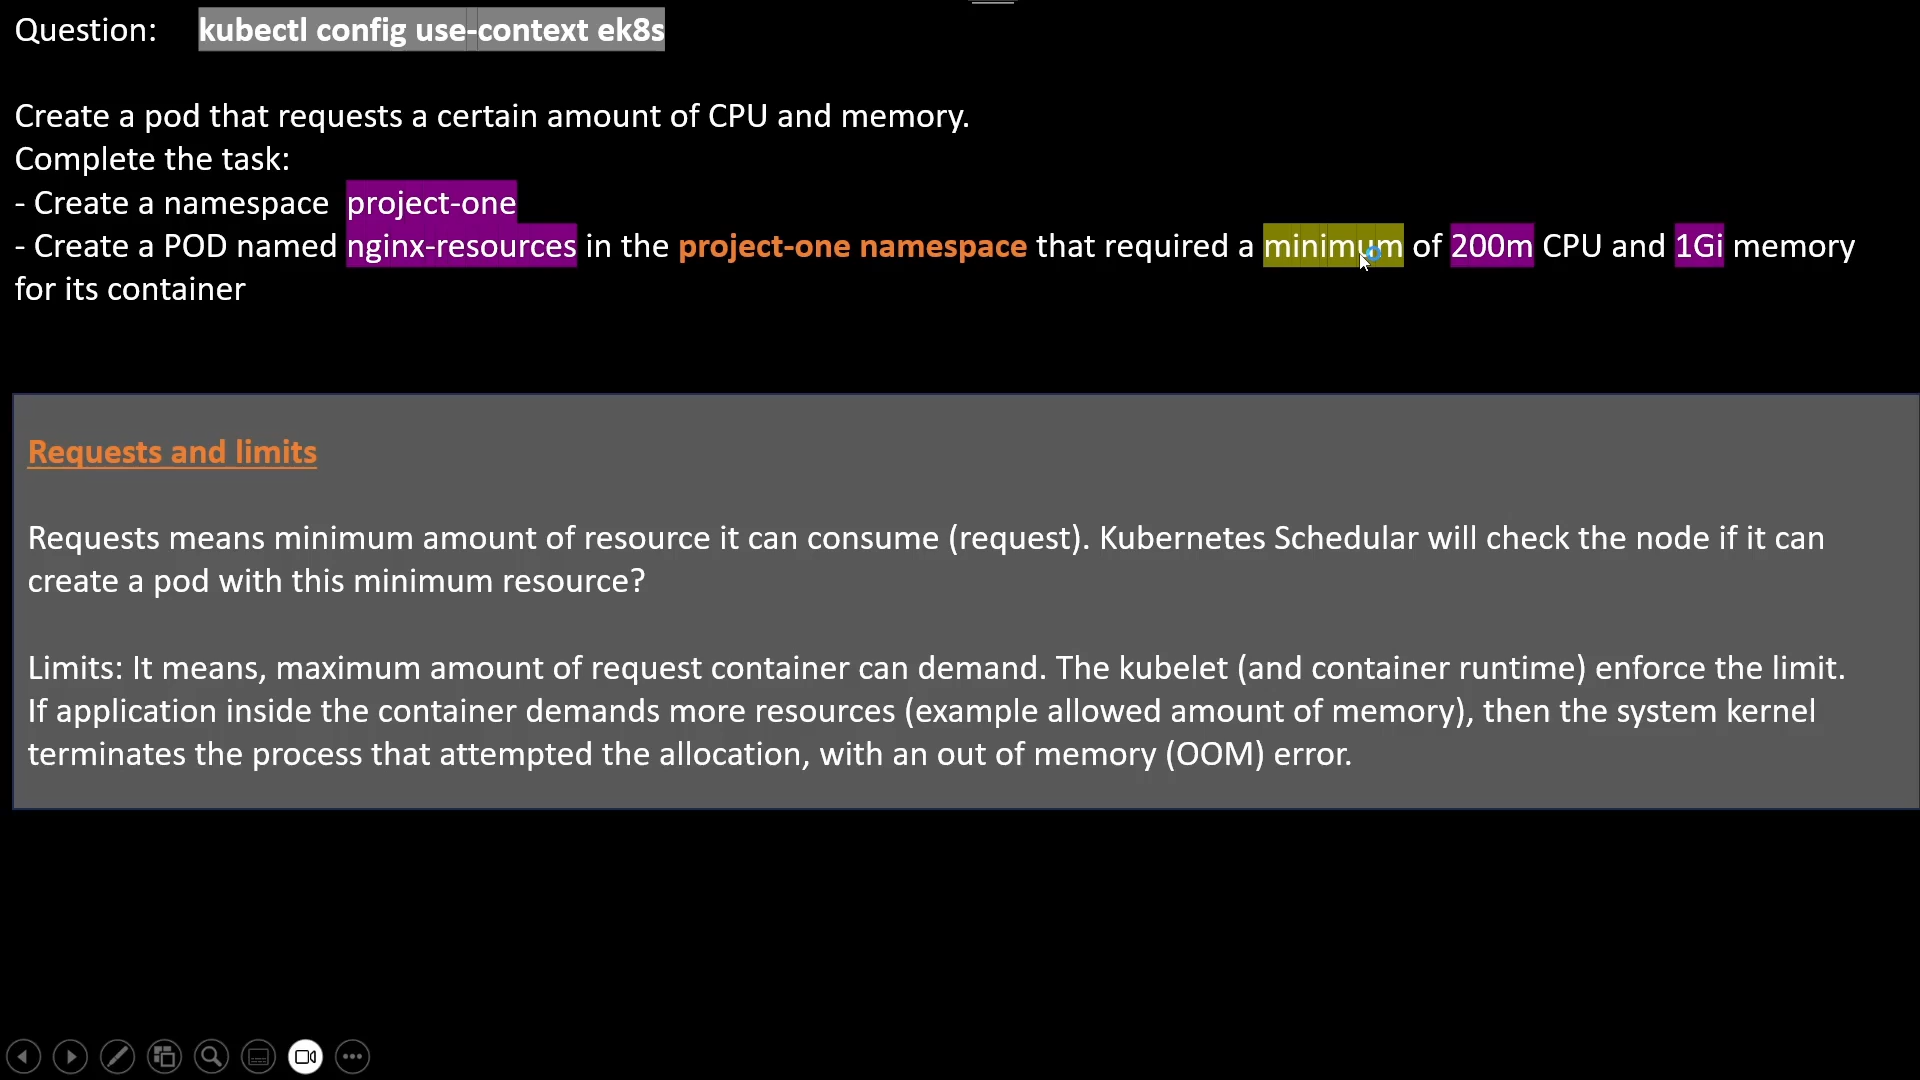 Question: kubectl config use-context ek8s
Create a pod that requests a certain amount of CPU and memory.
Complete the task:
- Create a namespace project-one
- Create a POD named nginx-resources in the project-one namespace that required a minimum of 200m CPU and 1Gi memory
for its container
Requests and limits
Requests means minimum amount of resource it can consume (request). Kubernetes Schedular will check the node if it can
create a pod with this minimum resource?
Limits: It means, maximum amount of request container can demand. The kubelet (and container runtime) enforce the limit.
If application inside the container demands more resources (example allowed amount of memory), then the system kernel
terminates the process that attempted the allocation, with an out of memory (OOM) error.